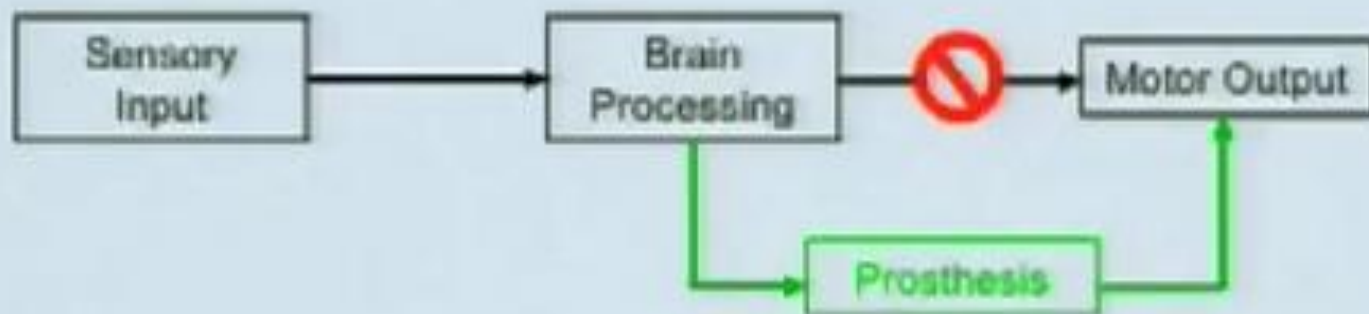 Sensory
Input
Brain
Processing
Motor Output
Prosthesis